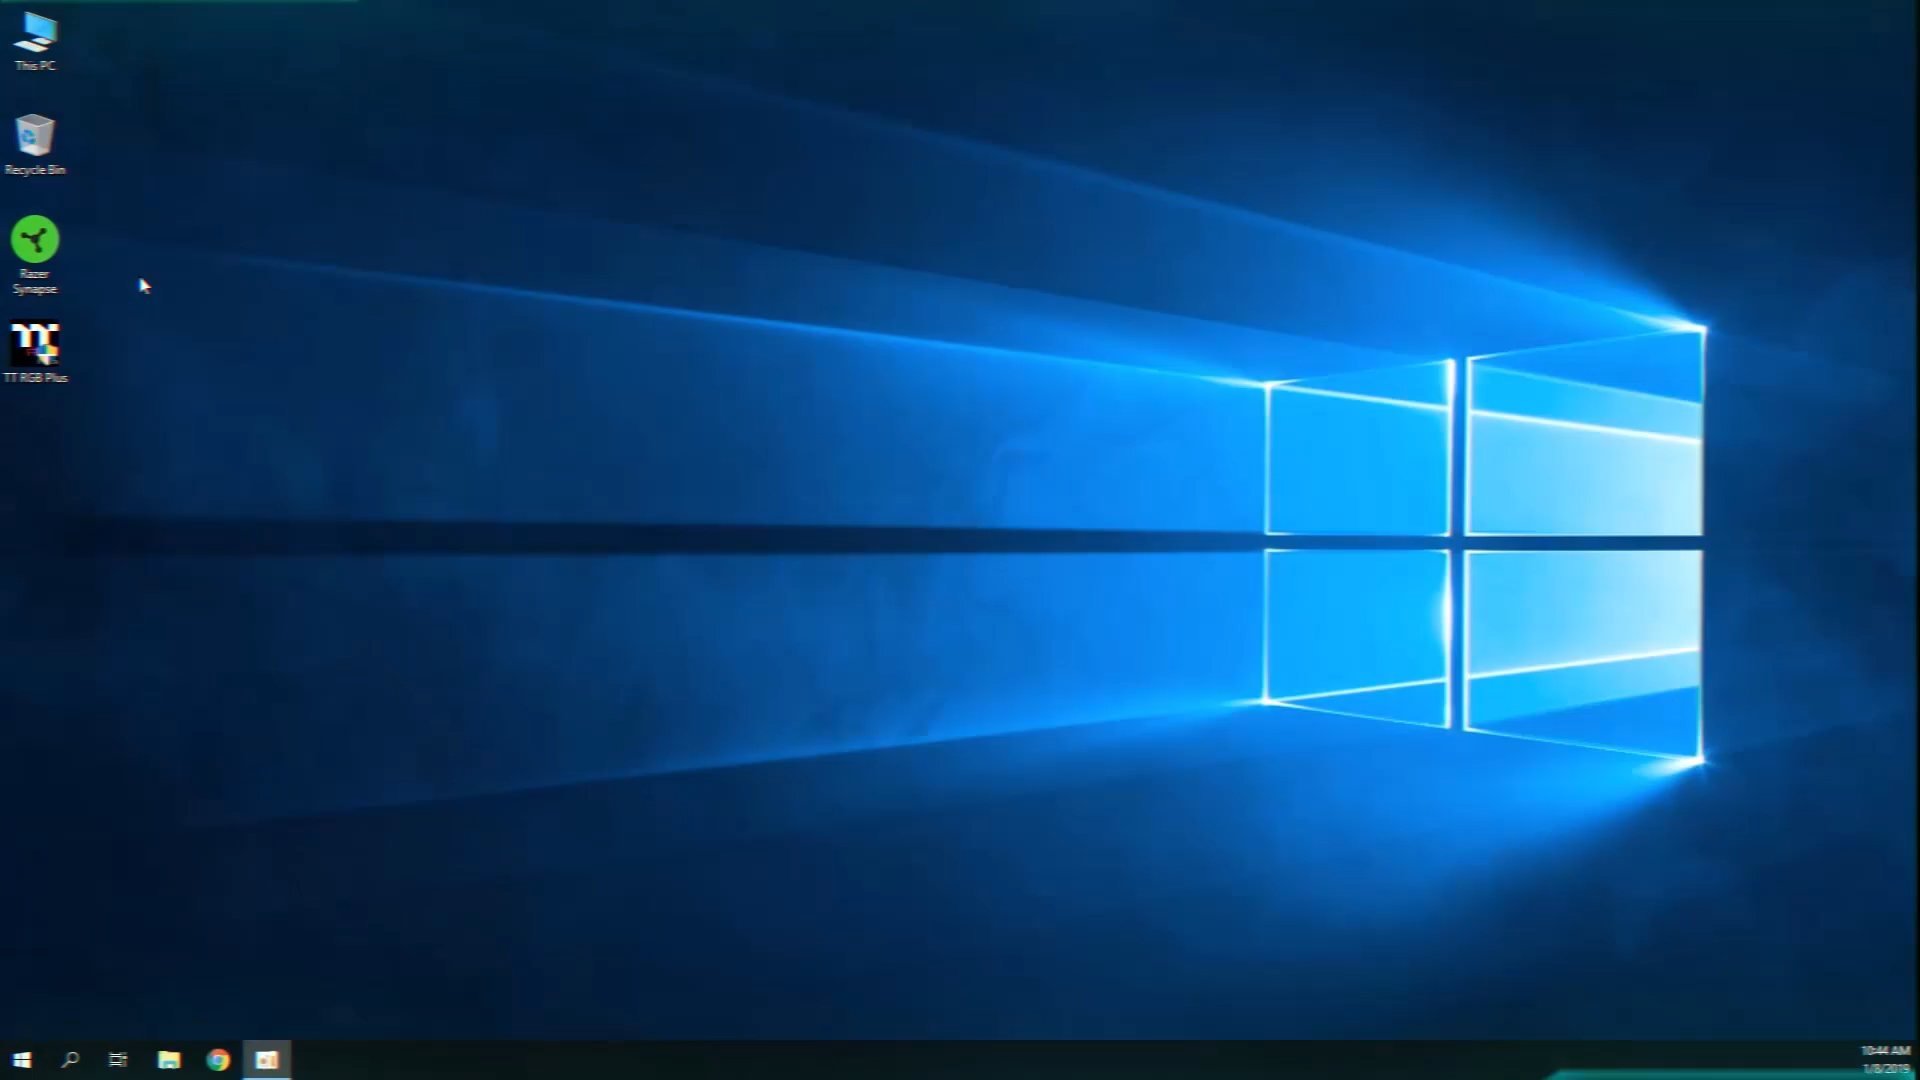 This PC
Recycle Bin
Razer
Synapse
TT RGB Plus
10:44 AM
1/8/2019